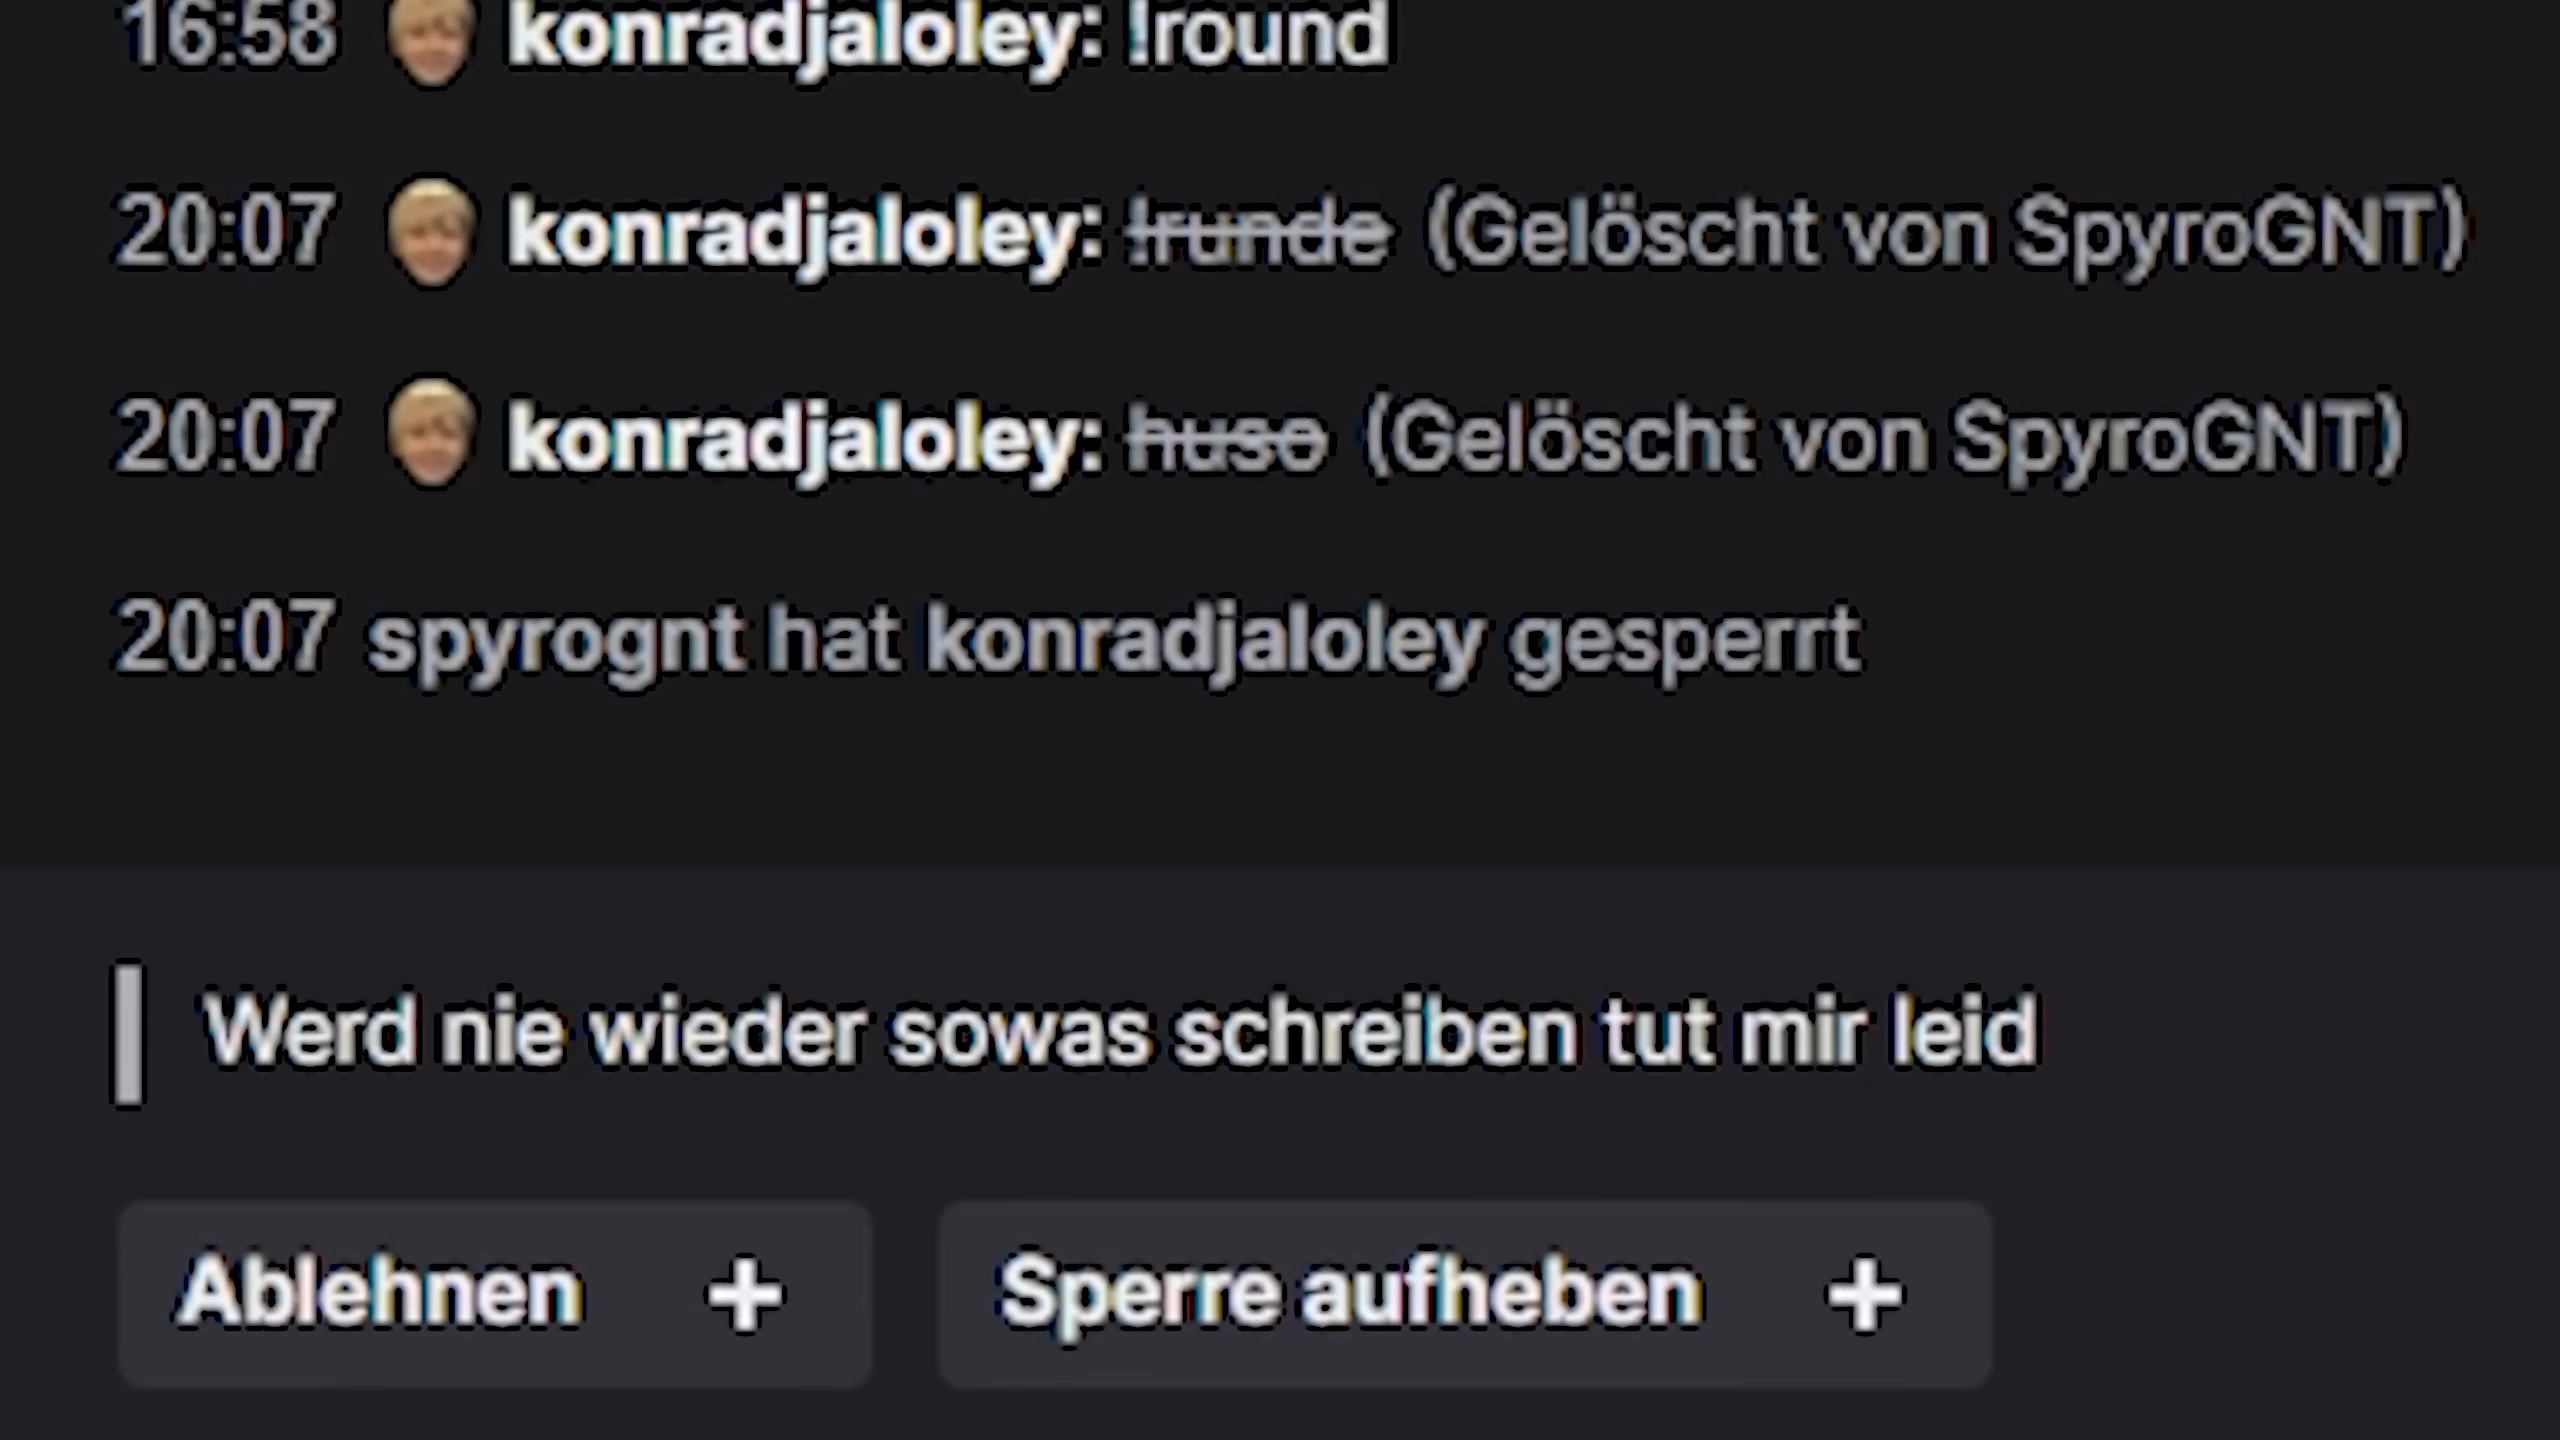 16:58 konradjaloley: !round
20:07 konradjaloley: !runde (Gelöscht von SpyroGNT)
20:07 konradjaloley: huso (Gelöscht von SpyroGNT)
20:07 spyrognt hat konradjaloley gesperrt
Werd nie wieder sowas schreiben tut mir leid
Ablehnen + Sperre aufheben +